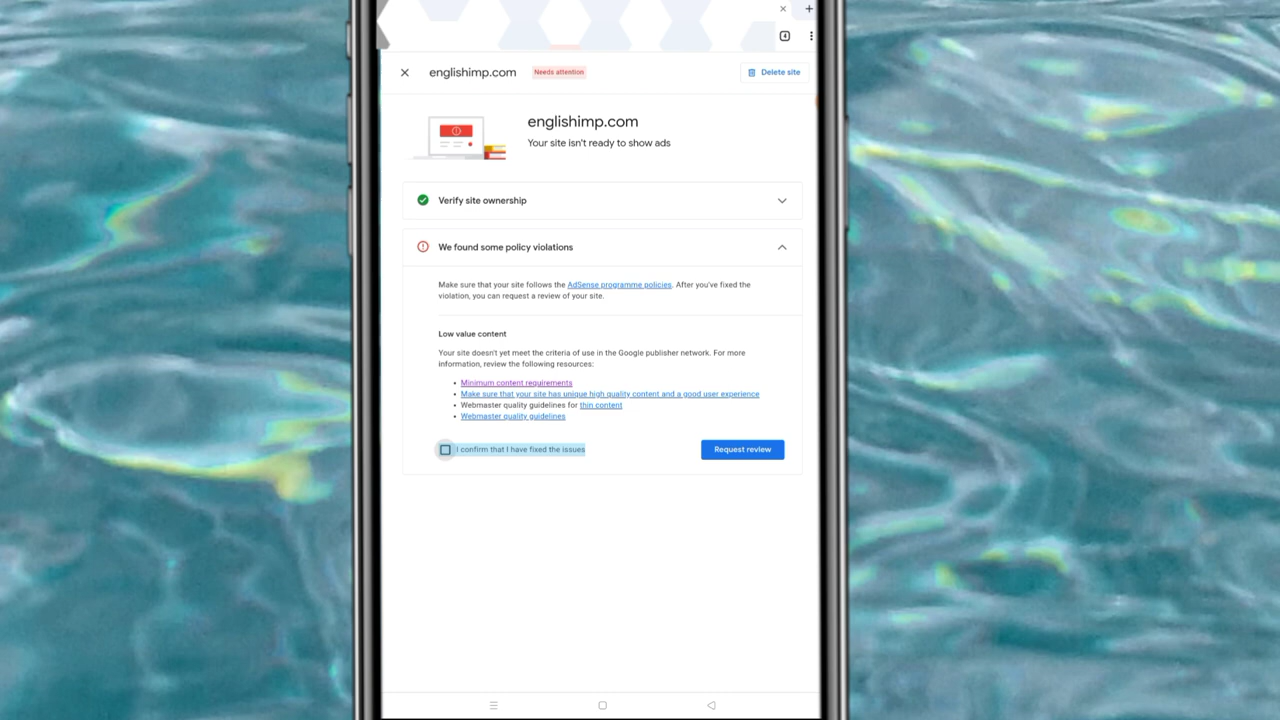 englishimp.com Needs attention Delete site
englishimp.com
Your site isn't ready to show ads
Verify site ownership
We found some policy violations
Make sure that your site follows the AdSense programme policies. After you've fixed the
violation, you can request a review of your site.
Low value content
Your site doesn't yet meet the criteria of use in the Google publisher network. For more
information, review the following resources:
• Minimum content requirements
• Make sure that your site has unique high quality content and a good user experience
• Webmaster quality guidelines for thin content
• Webmaster quality guidelines
I confirm that I have fixed the issues Request review